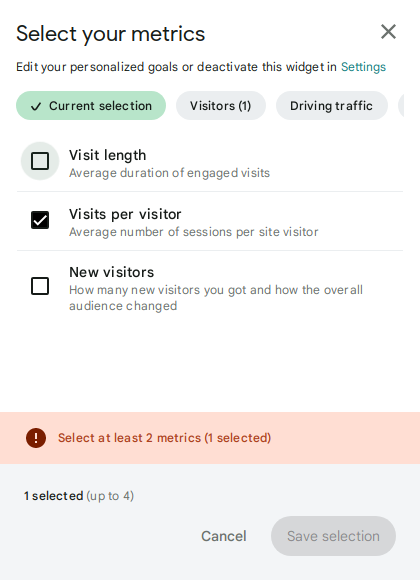 Select your metrics
Edit your personalized goals or deactivate this widget in Settings
Current selection
Visitors (1)
Driving traffic
Visit length
Average duration of engaged visits
Visits per visitor
Average number of sessions per site visitor
New visitors
How many new visitors you got and how the overall
audience changed
Select at least 2 metrics (1 selected)
1 selected (up to 4)
Cancel
Save selection